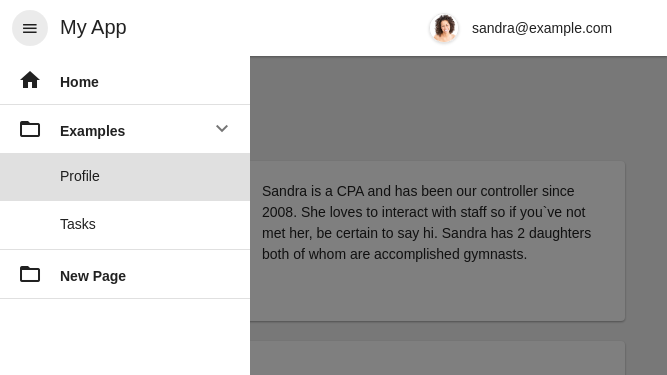 My App
sandra@example.com
Home
Examples
Profile
Tasks
New Page
Sandra is a CPA and has been our controller since
2008. She loves to interact with staff so if you`ve not
met her, be certain to say hi. Sandra has 2 daughters
both of whom are accomplished gymnasts.